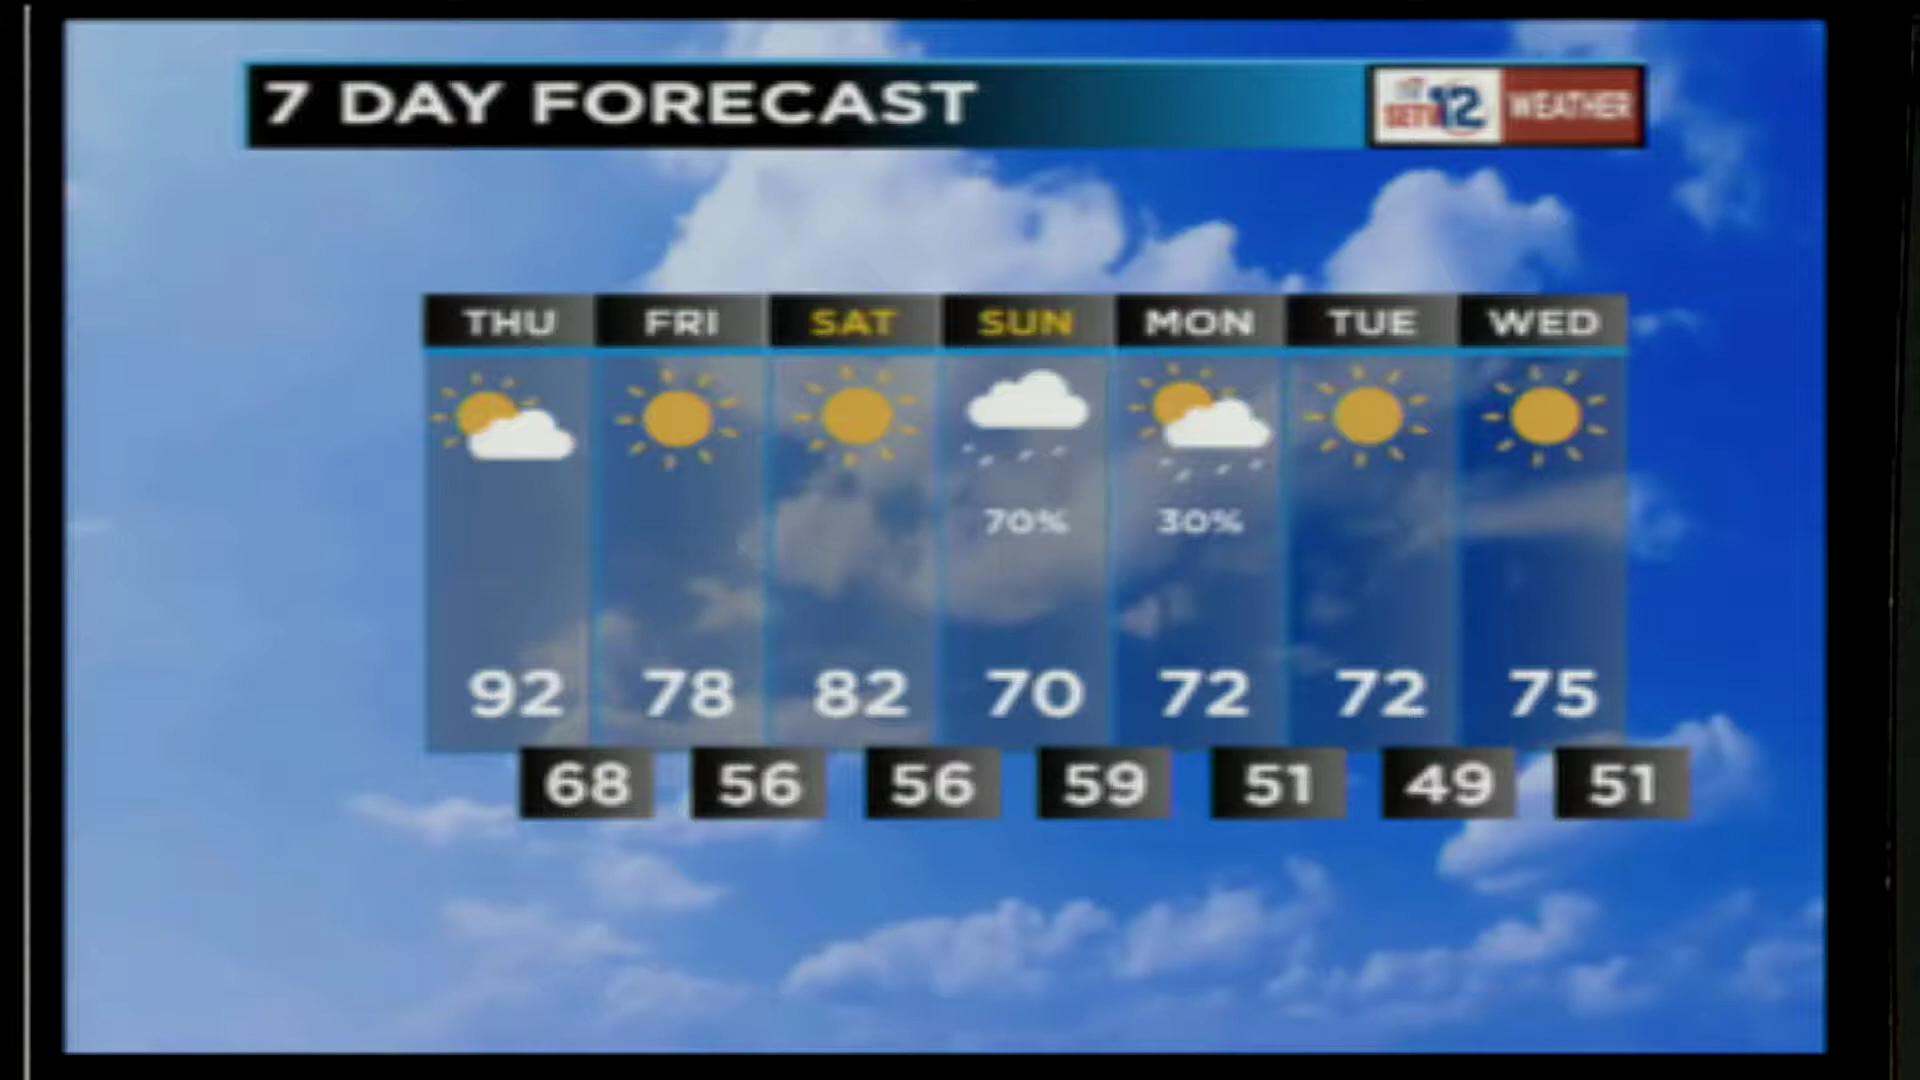 7 DAY FORECAST
12 WEATHER
THU FRI SAT SUN MON TUE WED
70% 30%
92 78 82 70 72 72 75
68 56 56 59 51 49 51